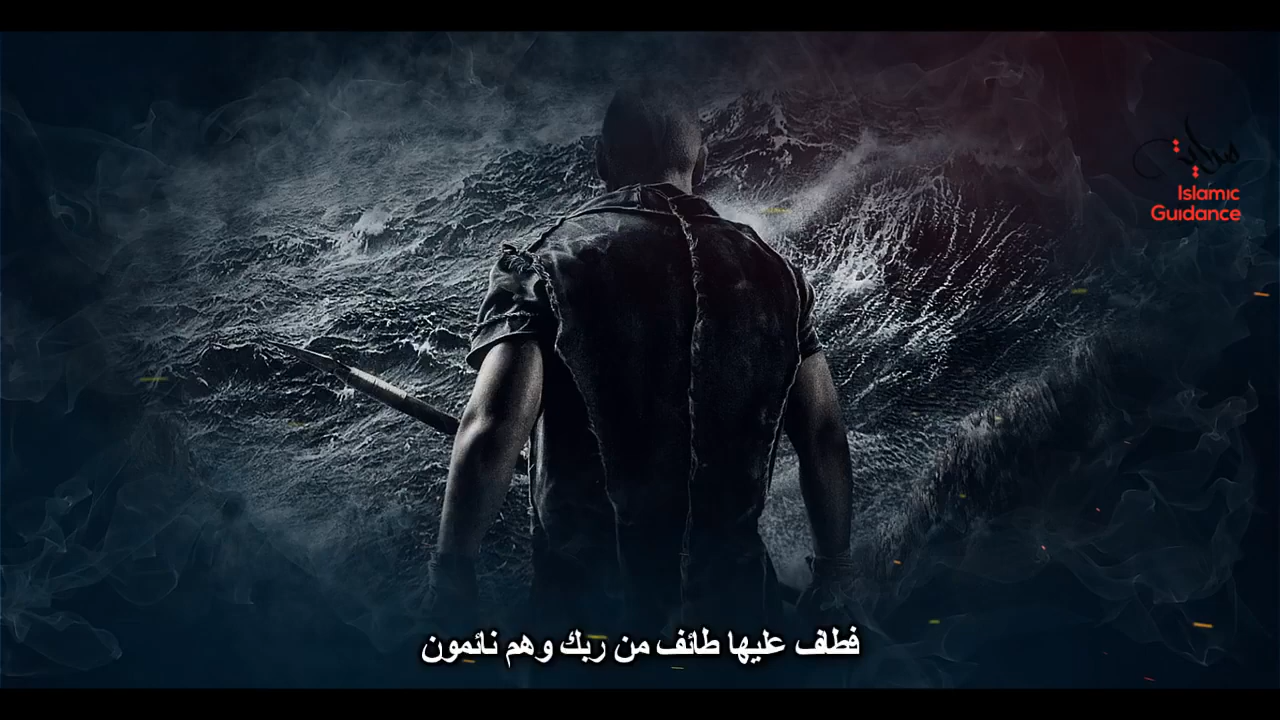 Islamic
Guidance
فطاف عليها طائف من ربك وهم نائمون